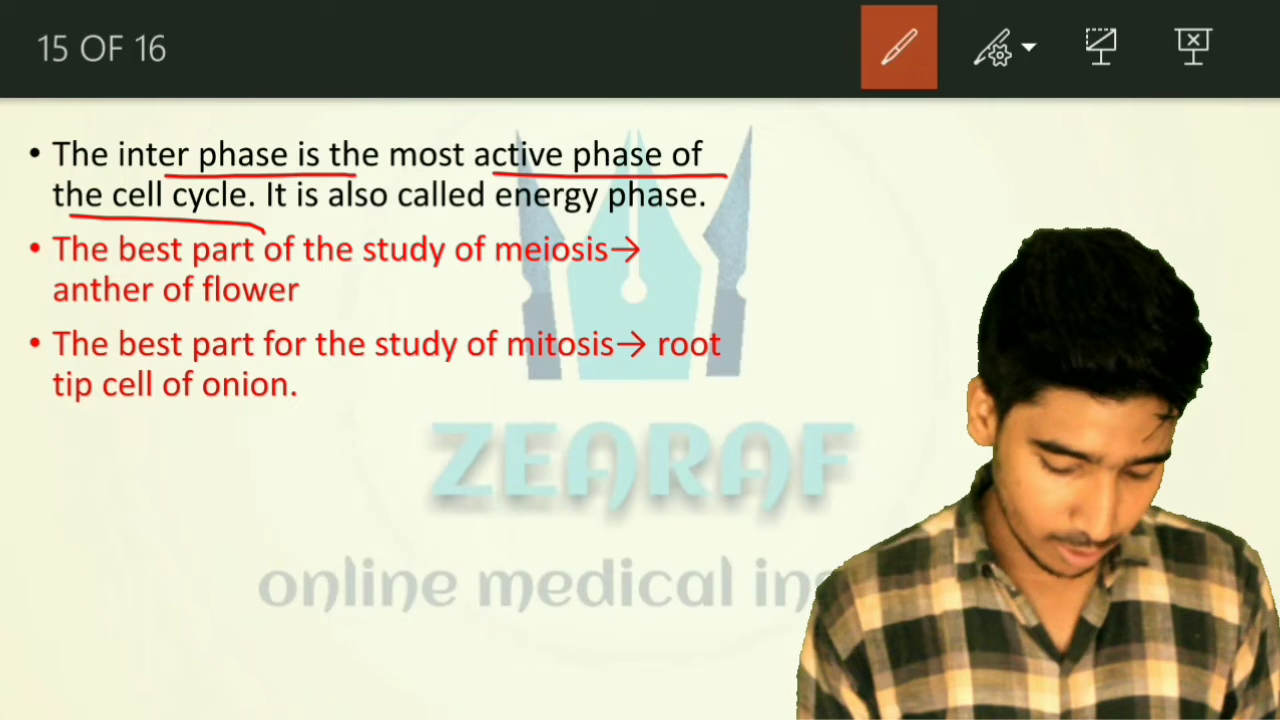 15 OF 16
• The inter phase is the most active phase of
the cell cycle. It is also called energy phase.
• The best part of the study of meiosis→
anther of flower
• The best part for the study of mitosis→ root
tip cell of onion.
ZEARAF
online medical in